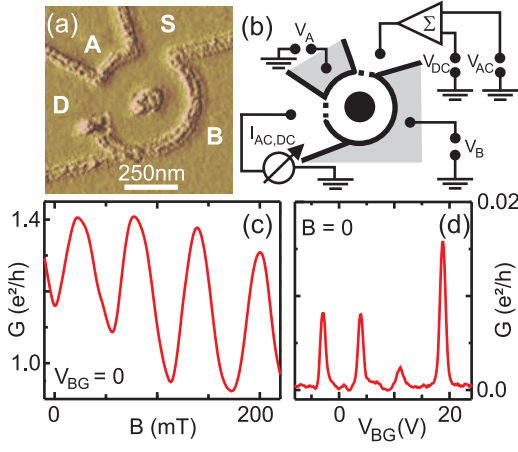 (a)
S
A
D
B
250nm
(b)
V_A
Σ
V_DC
V_AC
I_AC,DC
V_B
(c)
1.4
1.0
G (e²/h)
V_BG = 0
0
200
B (mT)
(d)
B = 0
0.02
0.0
G (e²/h)
0
20
V_BG(V)